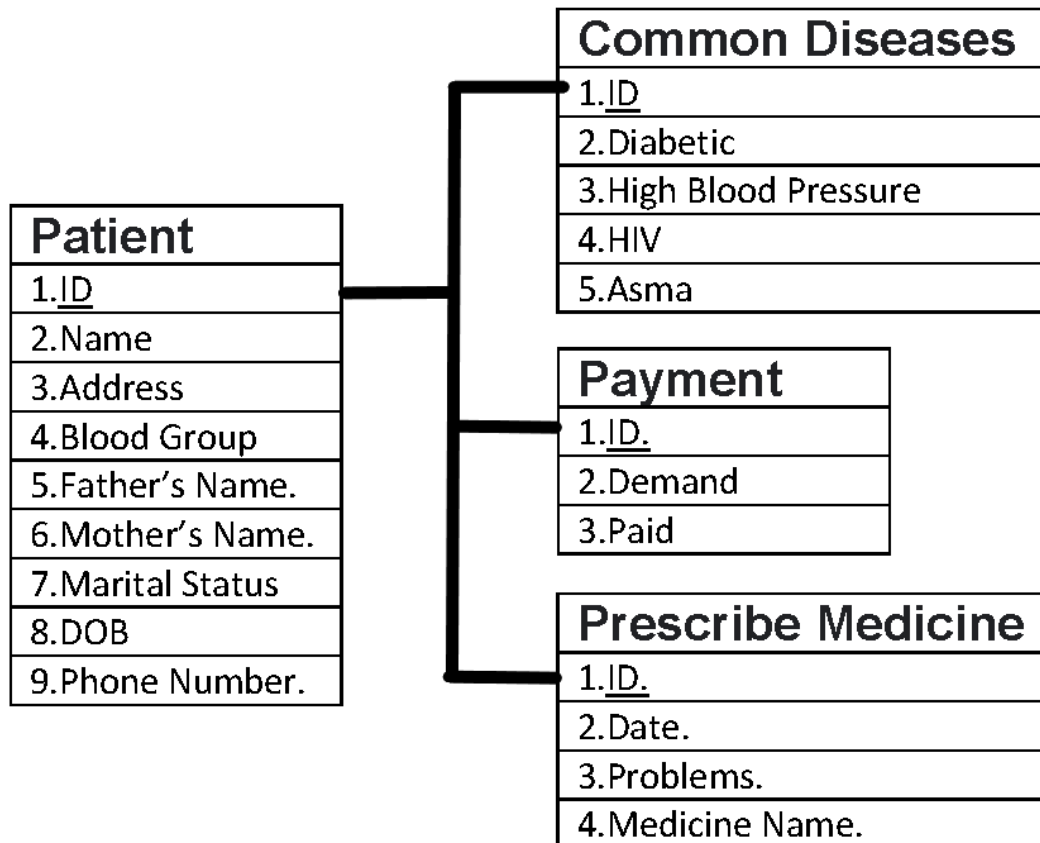 Patient
1.ID
2.Name
3.Address
4.Blood Group
5.Father’s Name.
6.Mother’s Name.
7.Marital Status
8.DOB
9.Phone Number.
Common Diseases
1.ID
2.Diabetic
3.High Blood Pressure
4.HIV
5.Asma
Payment
1.ID.
2.Demand
3.Paid
Prescribe Medicine
1.ID.
2.Date.
3.Problems.
4.Medicine Name.